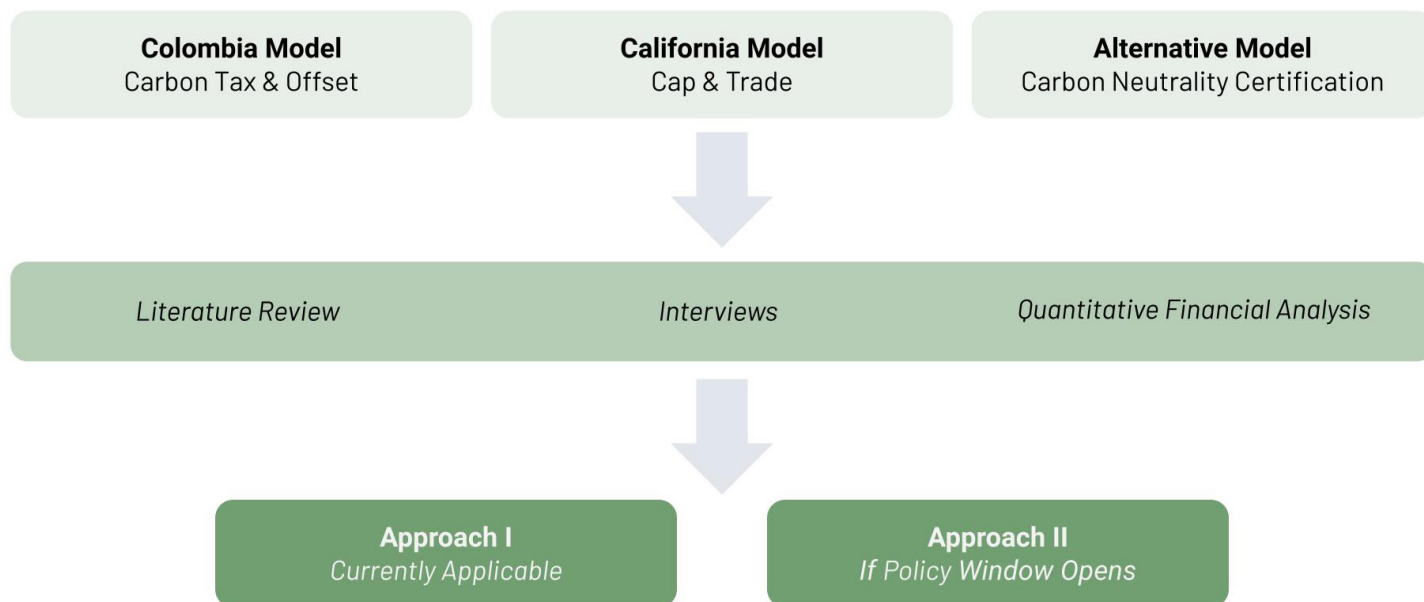 Colombia Model
Carbon Tax & Offset
California Model
Cap & Trade
Alternative Model
Carbon Neutrality Certification
Literature Review
Interviews
Quantitative Financial Analysis
Approach I
Currently Applicable
Approach II
If Policy Window Opens